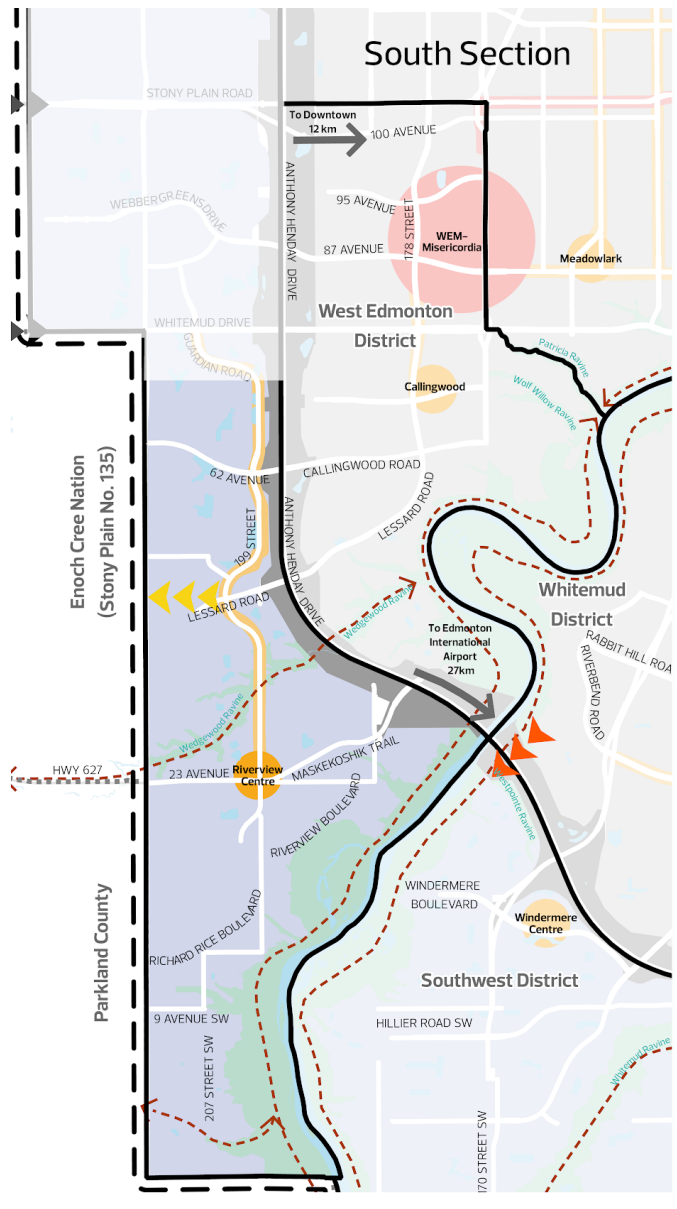 South Section
STONY PLAIN ROAD
To Downtown
12 km
100 AVENUE
ANTHONY HENDAY DRIVE
95 AVENUE
178 STREET
WEBBER GREENS DRIVE
WEM-
Misericordia
87 AVENUE
Meadowlark
West Edmonton
District
WHITEMUD DRIVE
GUARDIAN ROAD
Patricia Ravine
Wolf Willow Ravine
Callingwood
62 AVENUE
CALLINGWOOD ROAD
LESSARD ROAD
Enoch Cree Nation
(Stony Plain No. 135)
199 STREET
ANTHONY HENDAY DRIVE
LESSARD ROAD
Wedgewood Ravine
Whitemud
District
To Edmonton
International
Airport
27km
RABBIT HILL ROA
RIVERBEND ROAD
Wedgewood Ravine
HWY 627
23 AVENUE
Riverview
Centre
MASKEKOSHIK TRAIL
RIVERVIEW BOULEVARD
Westpointe Ravine
Parkland County
WINDERMERE
BOULEVARD
Windermere
Centre
RICHARD RICE BOULEVARD
Southwest District
9 AVENUE SW
HILLIER ROAD SW
207 STREET SW
Whitemud Ravine
170 STREET SW